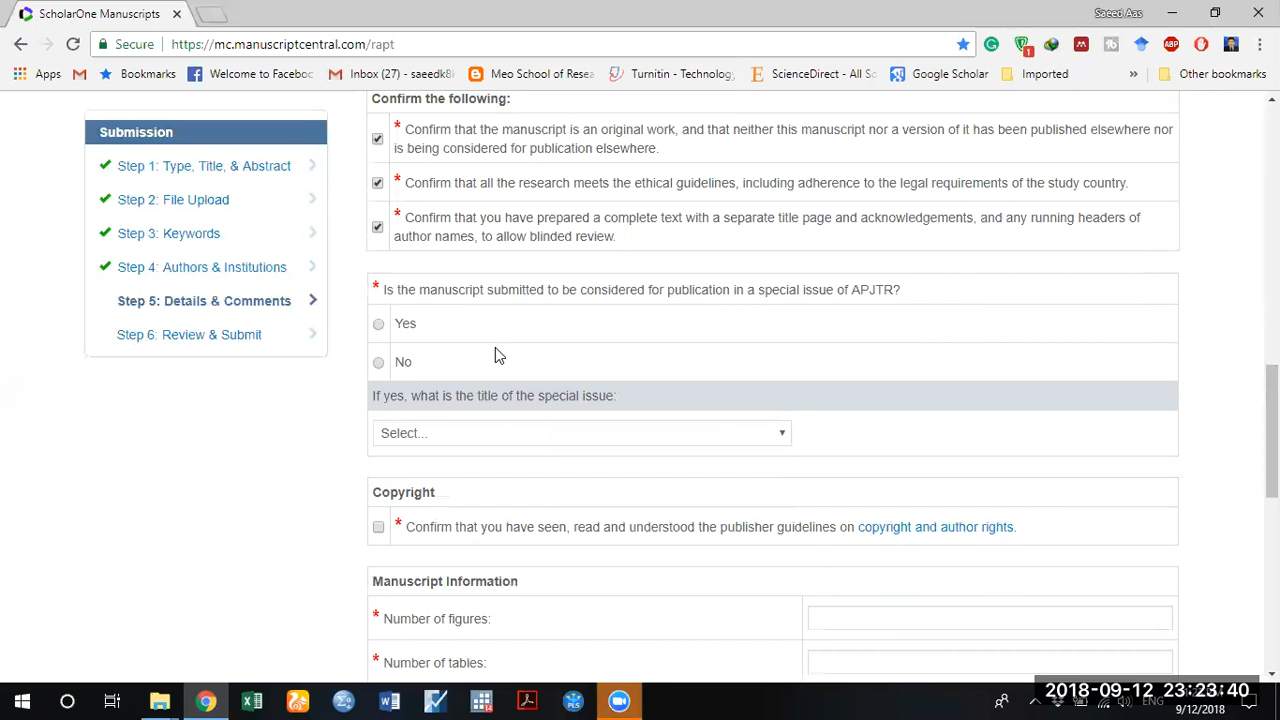 ScholarOne Manuscripts
Saeed Aas
Secure
https://mc.manuscriptcentral.com/rapt
1
ABP
Apps
Bookmarks
Welcome to Faceboo
Inbox (27) - saeedk8
Meo School of Resea
Turnitin - Technolog
ScienceDirect - All S
Google Scholar
Imported
»
Other bookmarks
Submission
Step 1: Type, Title, & Abstract
Step 2: File Upload
Step 3: Keywords
Step 4: Authors & Institutions
Step 5: Details & Comments
Step 6: Review & Submit
Confirm the following:
* Confirm that the manuscript is an original work, and that neither this manuscript nor a version of it has been published elsewhere nor
is being considered for publication elsewhere.
* Confirm that all the research meets the ethical guidelines, including adherence to the legal requirements of the study country.
* Confirm that you have prepared a complete text with a separate title page and acknowledgements, and any running headers of
author names, to allow blinded review.
* Is the manuscript submitted to be considered for publication in a special issue of APJTR?
Yes
No
If yes, what is the title of the special issue:
Select...
Copyright
* Confirm that you have seen, read and understood the publisher guidelines on copyright and author rights.
Manuscript Information
* Number of figures:
* Number of tables:
2018-09-12 23:23:40
ENG
9/12/2018